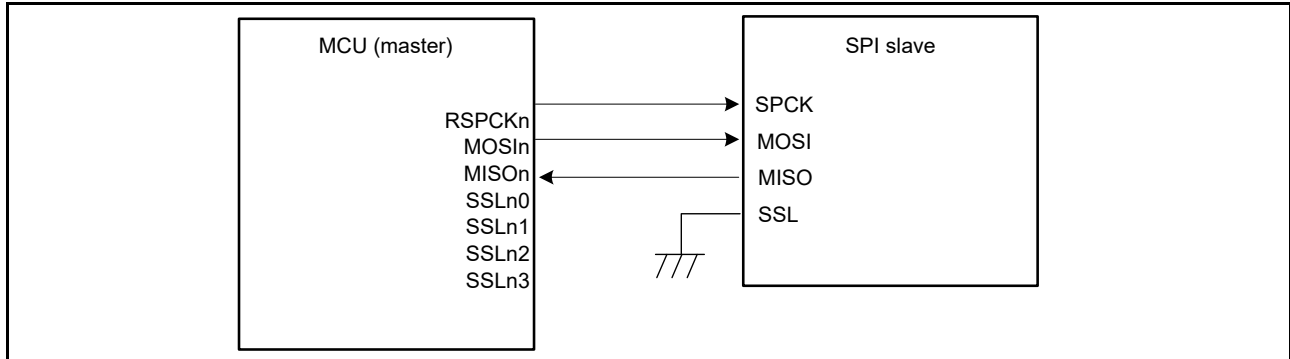 MCU (master)
RSPCKn
MOSIn
MISOn
SSLn0
SSLn1
SSLn2
SSLn3
SPI slave
SPCK
MOSI
MISO
SSL